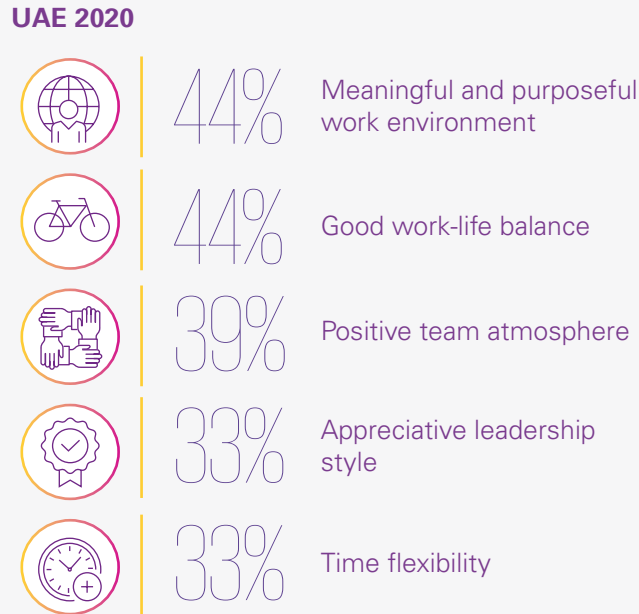 UAE 2020
44%
Meaningful and purposeful
work environment
44%
Good work-life balance
39%
Positive team atmosphere
33%
Appreciative leadership
style
33%
Time flexibility